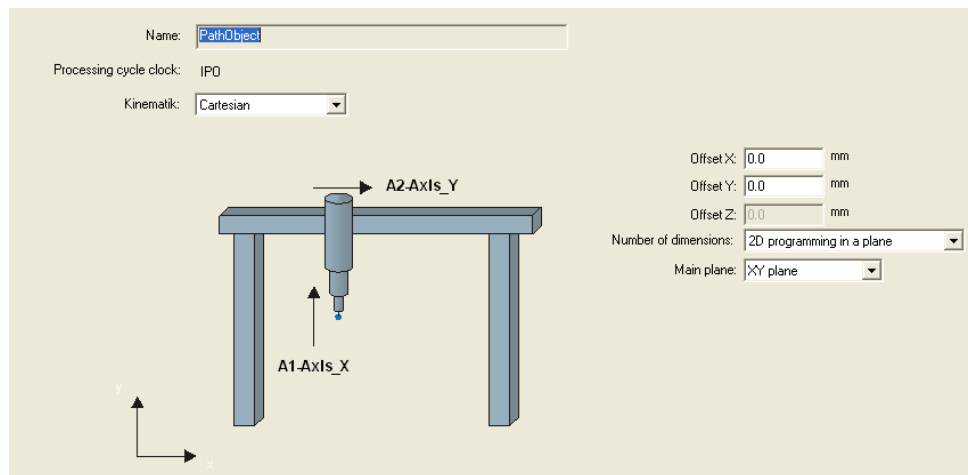 Name: PathObject
Processing cycle clock: IPO
Kinematik: Cartesian
Offset X: 0.0 mm
A2-AxIs_Y
Offset Y: 0.0 mm
Offset Z: 0.0 mm
Number of dimensions: 2D programming in a plane
Main plane: XY plane
A1-AxIs_X
y
x